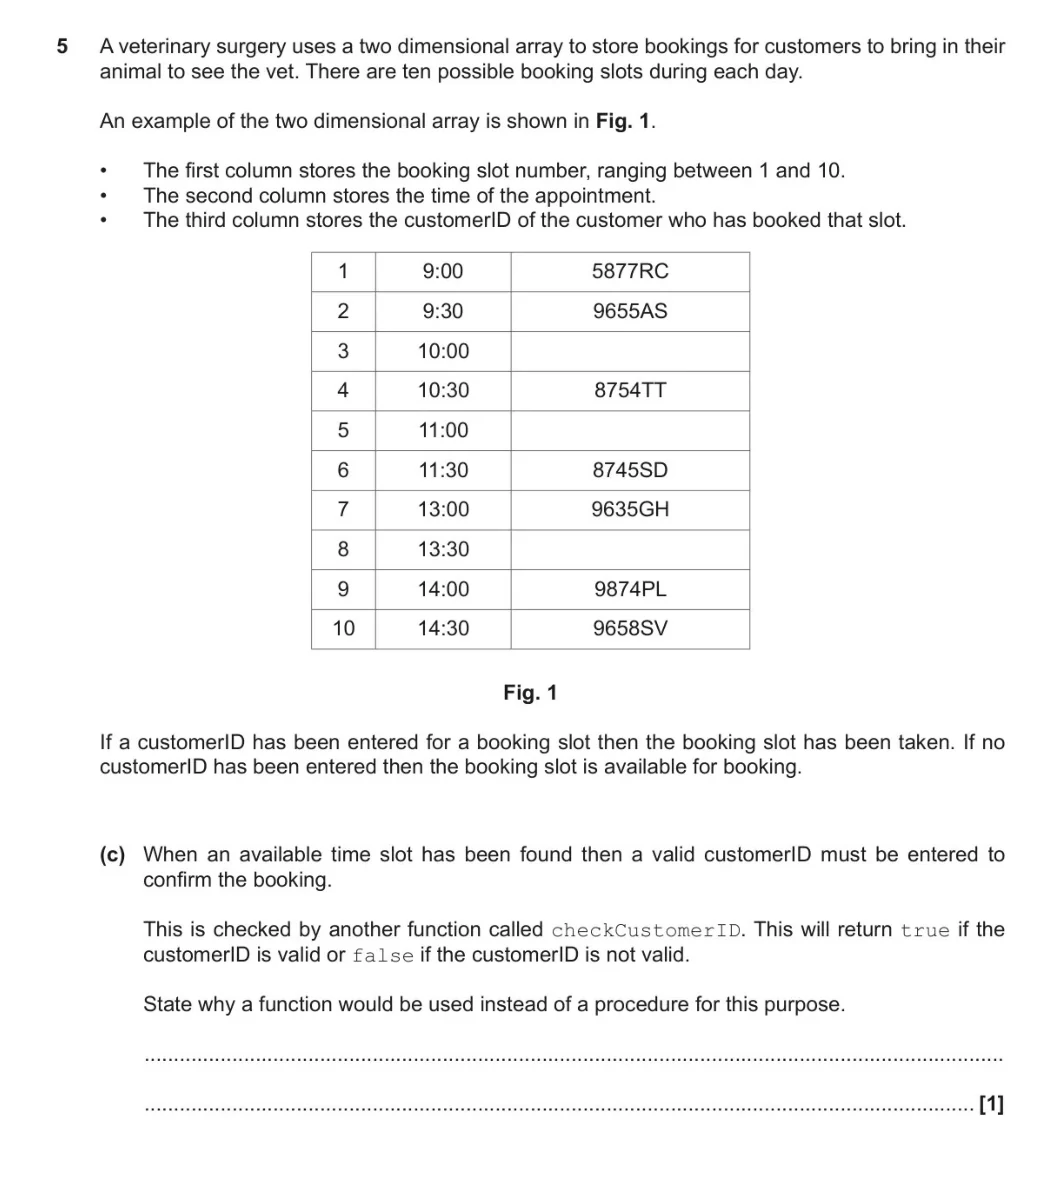 5 A veterinary surgery uses a two dimensional array to store bookings for customers to bring in their
animal to see the vet. There are ten possible booking slots during each day.
An example of the two dimensional array is shown in Fig. 1.
• The first column stores the booking slot number, ranging between 1 and 10.
• The second column stores the time of the appointment.
• The third column stores the customerID of the customer who has booked that slot.
1 9:00 5877RC
2 9:30 9655AS
3 10:00
4 10:30 8754TT
5 11:00
6 11:30 8745SD
7 13:00 9635GH
8 13:30
9 14:00 9874PL
10 14:30 9658SV
Fig. 1
If a customerID has been entered for a booking slot then the booking slot has been taken. If no
customerID has been entered then the booking slot is available for booking.
(c) When an available time slot has been found then a valid customerID must be entered to
confirm the booking.
This is checked by another function called checkCustomerID. This will return true if the
customerID is valid or false if the customerID is not valid.
State why a function would be used instead of a procedure for this purpose.
[1]